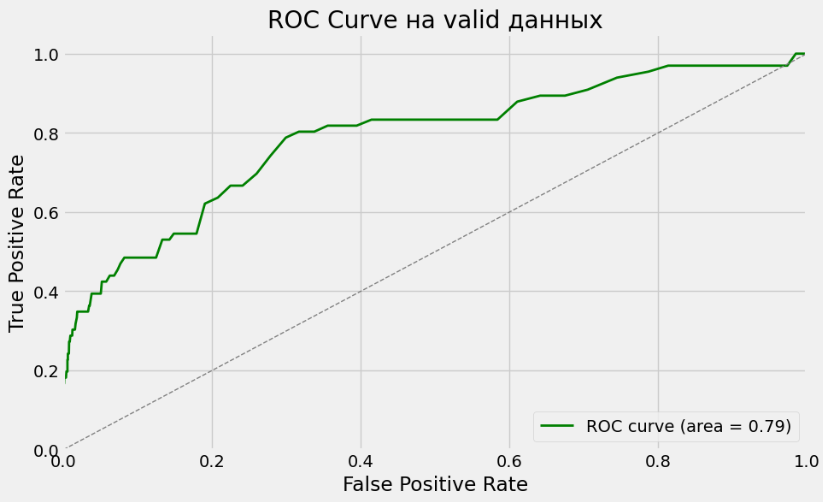 ROC Curve на valid данных
True Positive Rate
1.0
0.8
0.6
0.4
0.2
0.0
0.0 0.2 0.4 0.6 0.8 1.0
False Positive Rate
ROC curve (area = 0.79)